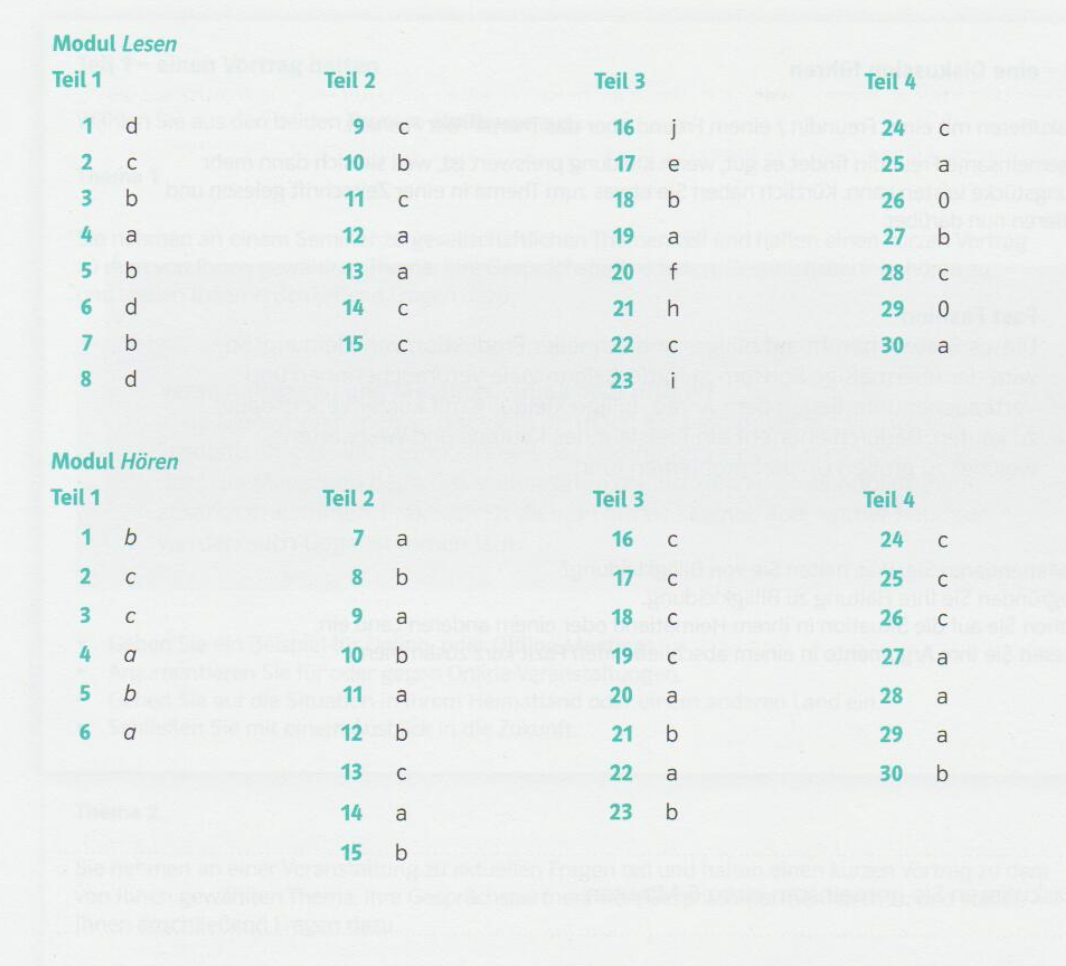 Modul Lesen
Teil 1 Teil 2 Teil 3 Teil 4
1 d 9 c 16 j 24 c
2 c 10 b 17 e 25 a
3 b 11 c 18 b 26 0
4 a 12 a 19 a 27 b
5 b 13 a 20 f 28 c
6 d 14 c 21 h 29 0
7 b 15 c 22 c 30 a
8 d 23 i
Modul Hören
Teil 1 Teil 2 Teil 3 Teil 4
1 b 7 a 16 c 24 c
2 c 8 b 17 c 25 c
3 c 9 a 18 c 26 c
4 a 10 b 19 c 27 a
5 b 11 a 20 a 28 a
6 a 12 b 21 b 29 a
13 c 22 a 30 b
14 a 23 b
15 b